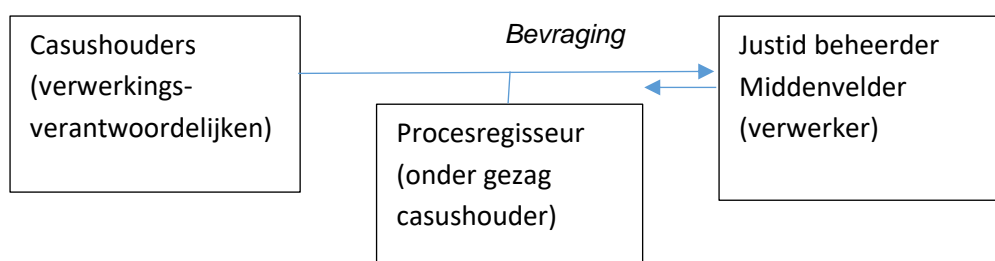 Casushouders
(verwerkings-
verantwoordelijken)
Bevraging
Procesregisseur
(onder gezag
casushouder)
Justid beheerder
Middenvelder
(verwerker)